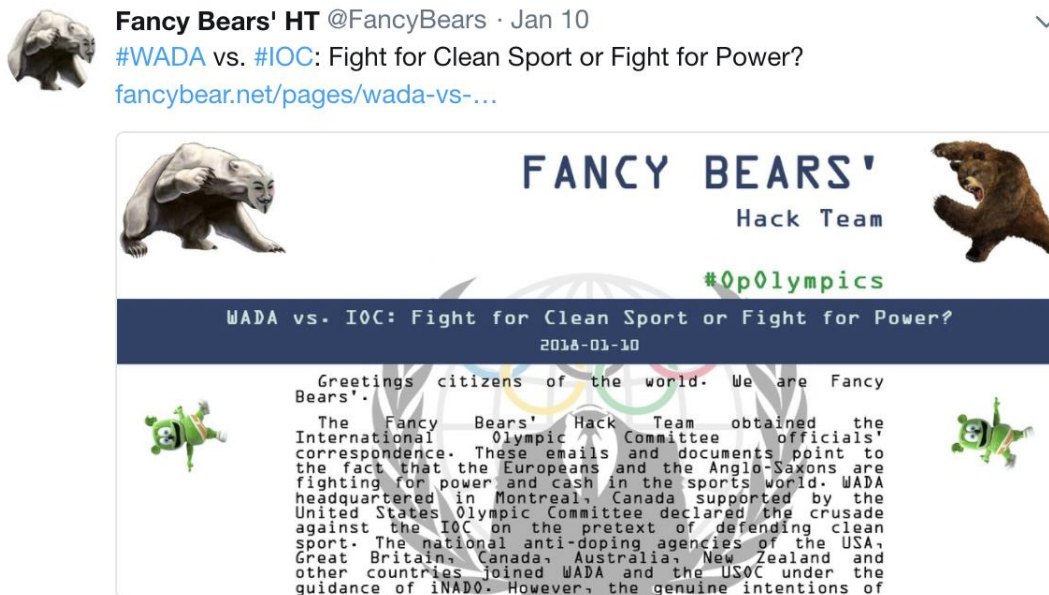 Fancy Bears' HT @FancyBears · Jan 10
#WADA vs. #IOC: Fight for Clean Sport or Fight for Power?
fancybear.net/pages/wada-vs-...
FANCY BEARS'
Hack Team
#OpOlympics
WADA vs. IOC: Fight for Clean Sport or Fight for Power?
2018-01-10
Greetings citizens of the world. We are Fancy
Bears'.
The Fancy Bears' Hack Team obtained the
International Olympic Committee officials'
correspondence. These emails and documents point to
the fact that the Europeans and the Anglo-Saxons are
fighting for power and cash in the sports world. WADA
headquartered in Montreal, Canada supported by the
United States Olympic Committee declared the crusade
against the IOC on the pretext of defending clean
sport. The national anti-doping agencies of the USA,
Great Britain, Canada, Australia, New Zealand and
other countries joined WADA and the USOC under the
guidance of iNADO. However, the genuine intentions of